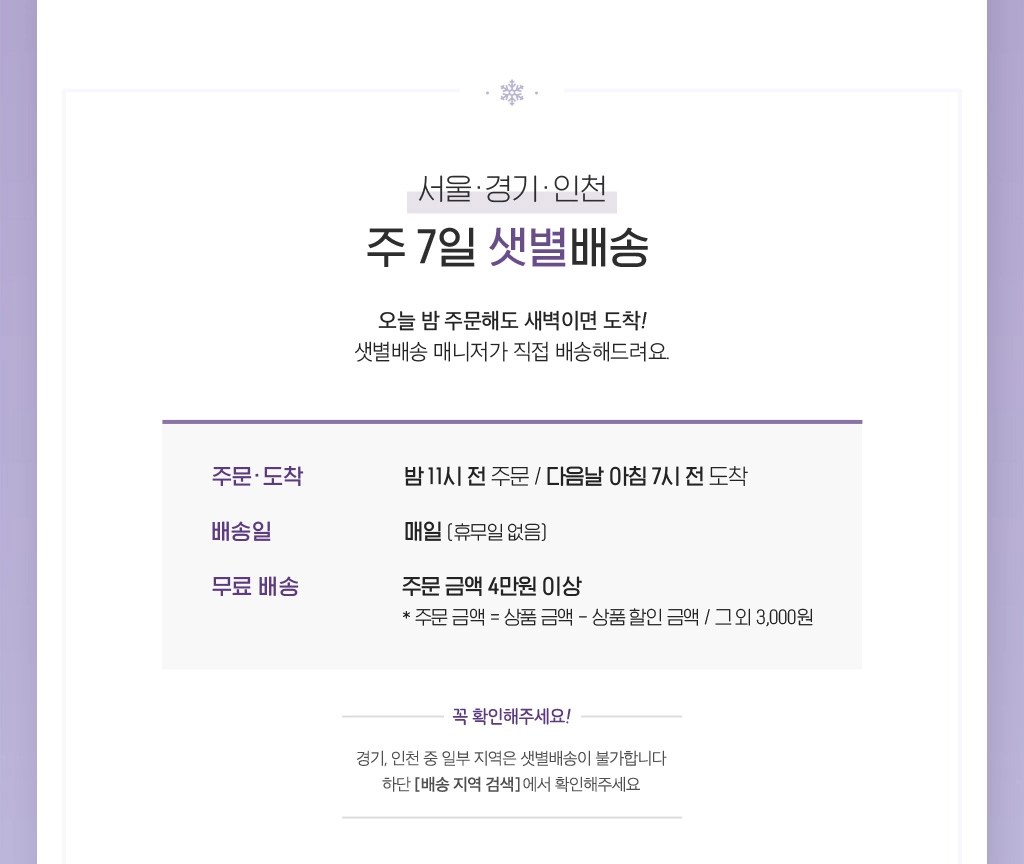 서울·경기·인천
주 7일 샛별배송
오늘 밤 주문해도 새벽이면 도착!
샛별배송 매니저가 직접 배송해드려요.
주문·도착 밤 11시 전 주문 / 다음날 아침 7시 전 도착
배송일 매일 (휴무일 없음)
무료 배송 주문 금액 4만원 이상
* 주문 금액 = 상품 금액 - 상품 할인 금액 / 그 외 3,000원
꼭 확인해주세요!
경기, 인천 중 일부 지역은 샛별배송이 불가합니다
하단 [배송 지역 검색]에서 확인해주세요